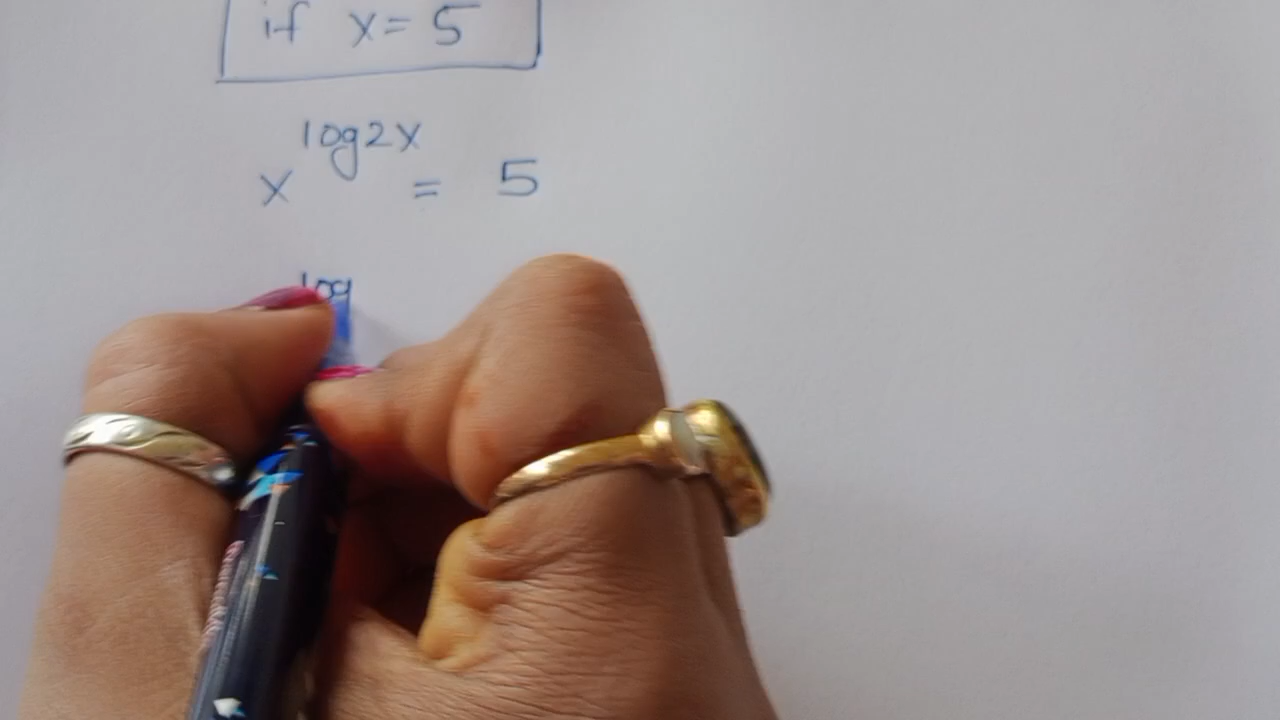 if x = 5
log2x
x = 5
log